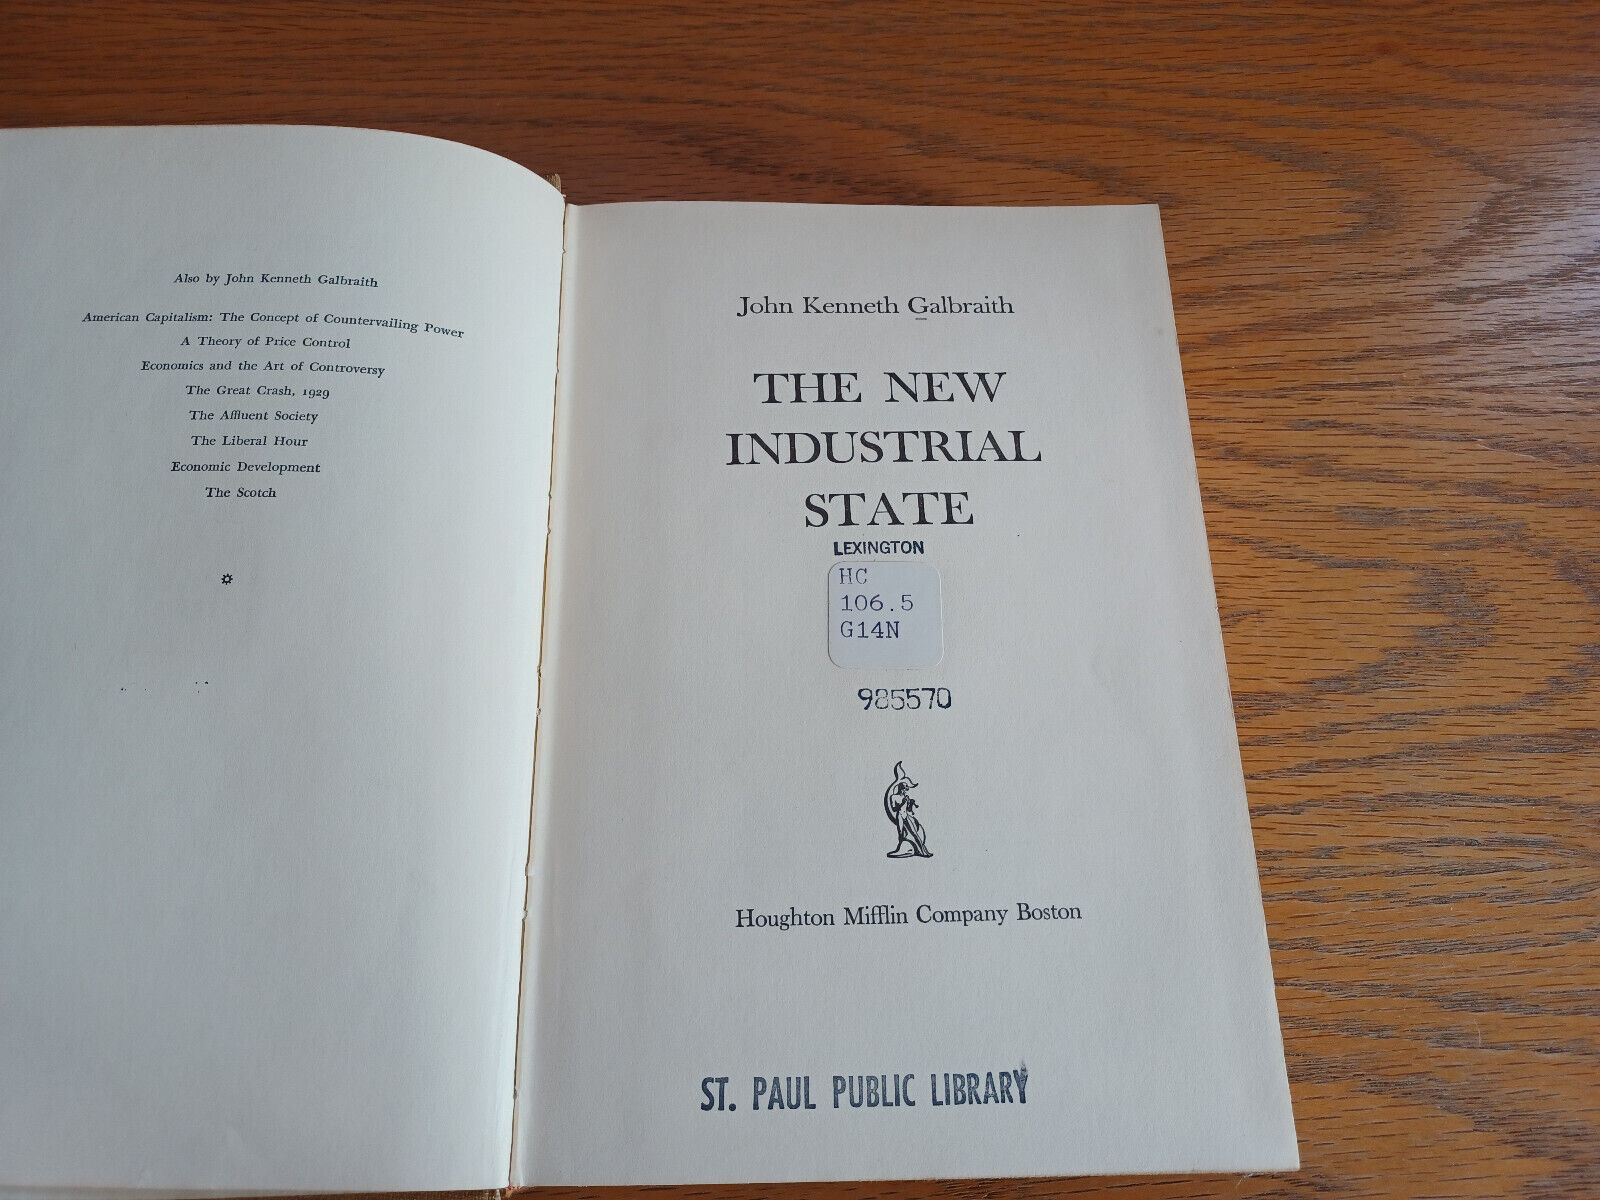 Also by John Kenneth Galbraith
American Capitalism: The Concept of Countervailing Power
A Theory of Price Control
Economics and the Art of Controversy
The Great Crash, 1929
The Affluent Society
The Liberal Hour
Economic Development
The Scotch
John Kenneth Galbraith
THE NEW
INDUSTRIAL
STATE
LEXINGTON
HC
106.5
G14N
985570
Houghton Mifflin Company Boston
ST. PAUL PUBLIC LIBRARY